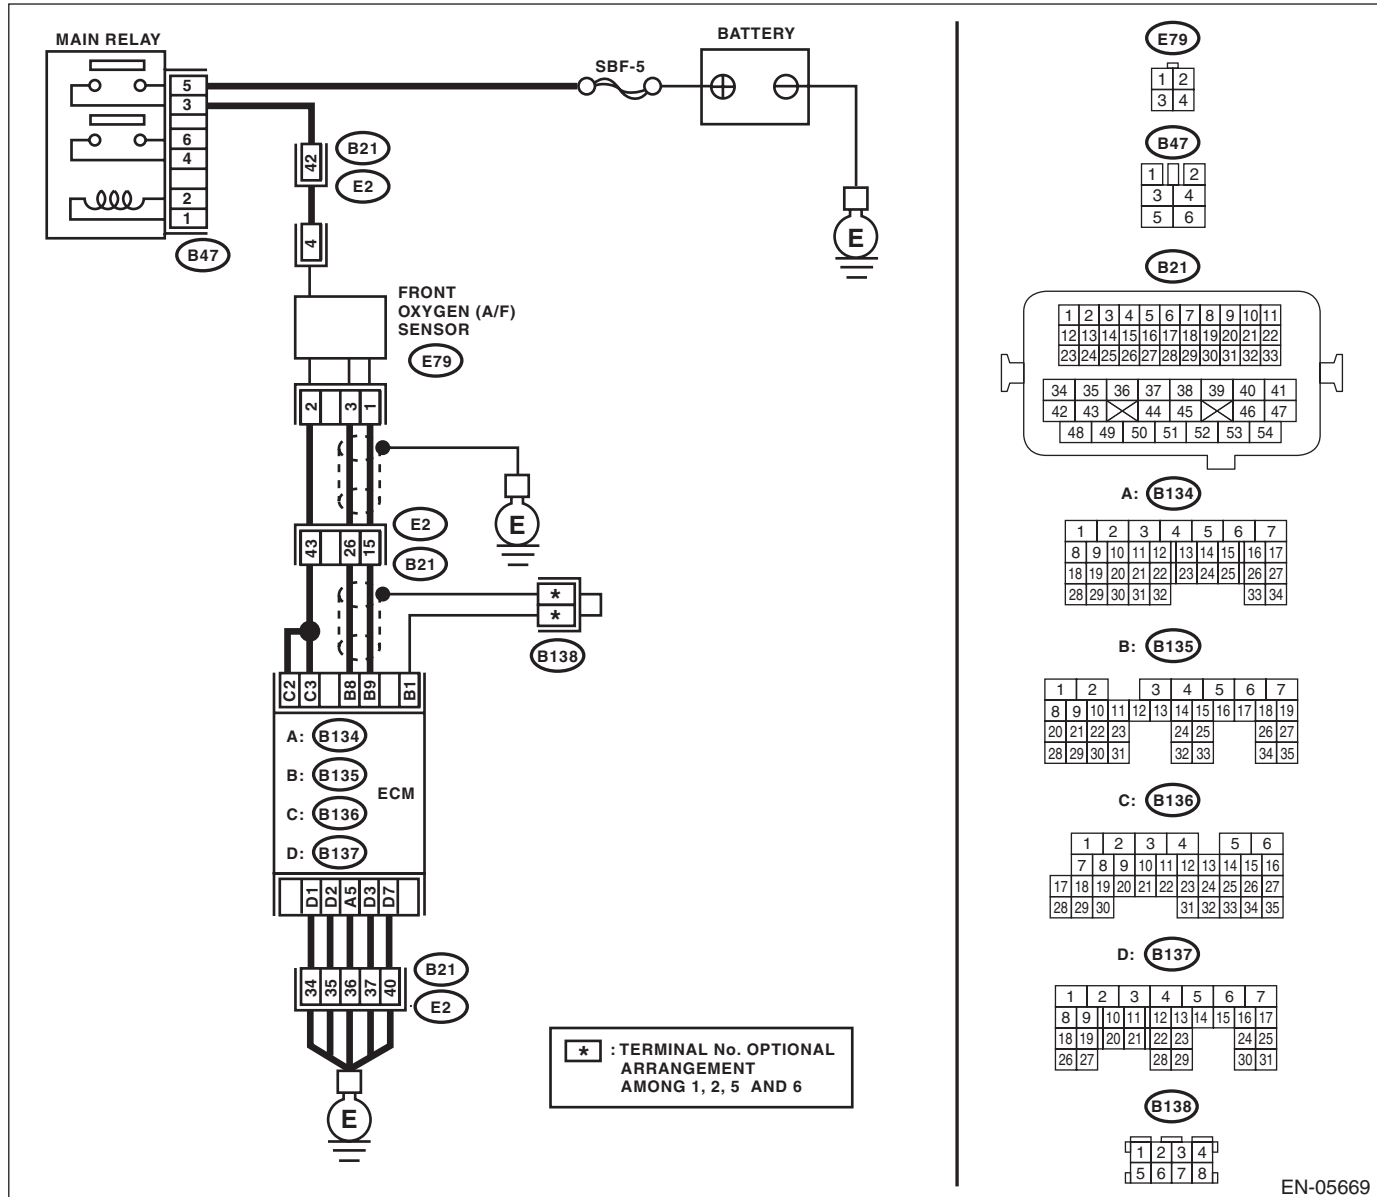 MAIN RELAY
5
3
6
4
2
1
B47
SBF-5
BATTERY
E
42
B21
E2
4
FRONT
OXYGEN (A/F)
SENSOR
E79
2 3 1
E
43 26 15
E2
B21
*
*
B138
C2 C3 B8 B9 B1
A: B134
B: B135
C: B136
D: B137
ECM
D1 D2 A5 D3 D7
34 35 36 37 40
B21
E2
E
* : TERMINAL No. OPTIONAL
ARRANGEMENT
AMONG 1, 2, 5 AND 6
E79
1 2
3 4
B47
1 2
3 4
5 6
B21
1 2 3 4 5 6 7 8 9 10 11
12 13 14 15 16 17 18 19 20 21 22
23 24 25 26 27 28 29 30 31 32 33
34 35 36 37 38 39 40 41
42 43 44 45 46 47
48 49 50 51 52 53 54
A: B134
1 2 3 4 5 6 7
8 9 10 11 12 13 14 15 16 17
18 19 20 21 22 23 24 25 26 27
28 29 30 31 32 33 34
B: B135
1 2 3 4 5 6 7
8 9 10 11 12 13 14 15 16 17 18 19
20 21 22 23 24 25 26 27
28 29 30 31 32 33 34 35
C: B136
1 2 3 4 5 6
7 8 9 10 11 12 13 14 15 16
17 18 19 20 21 22 23 24 25 26 27
28 29 30 31 32 33 34 35
D: B137
1 2 3 4 5 6 7
8 9 10 11 12 13 14 15 16 17
18 19 20 21 22 23 24 25
26 27 28 29 30 31
B138
1 2 3 4
5 6 7 8
EN-05669